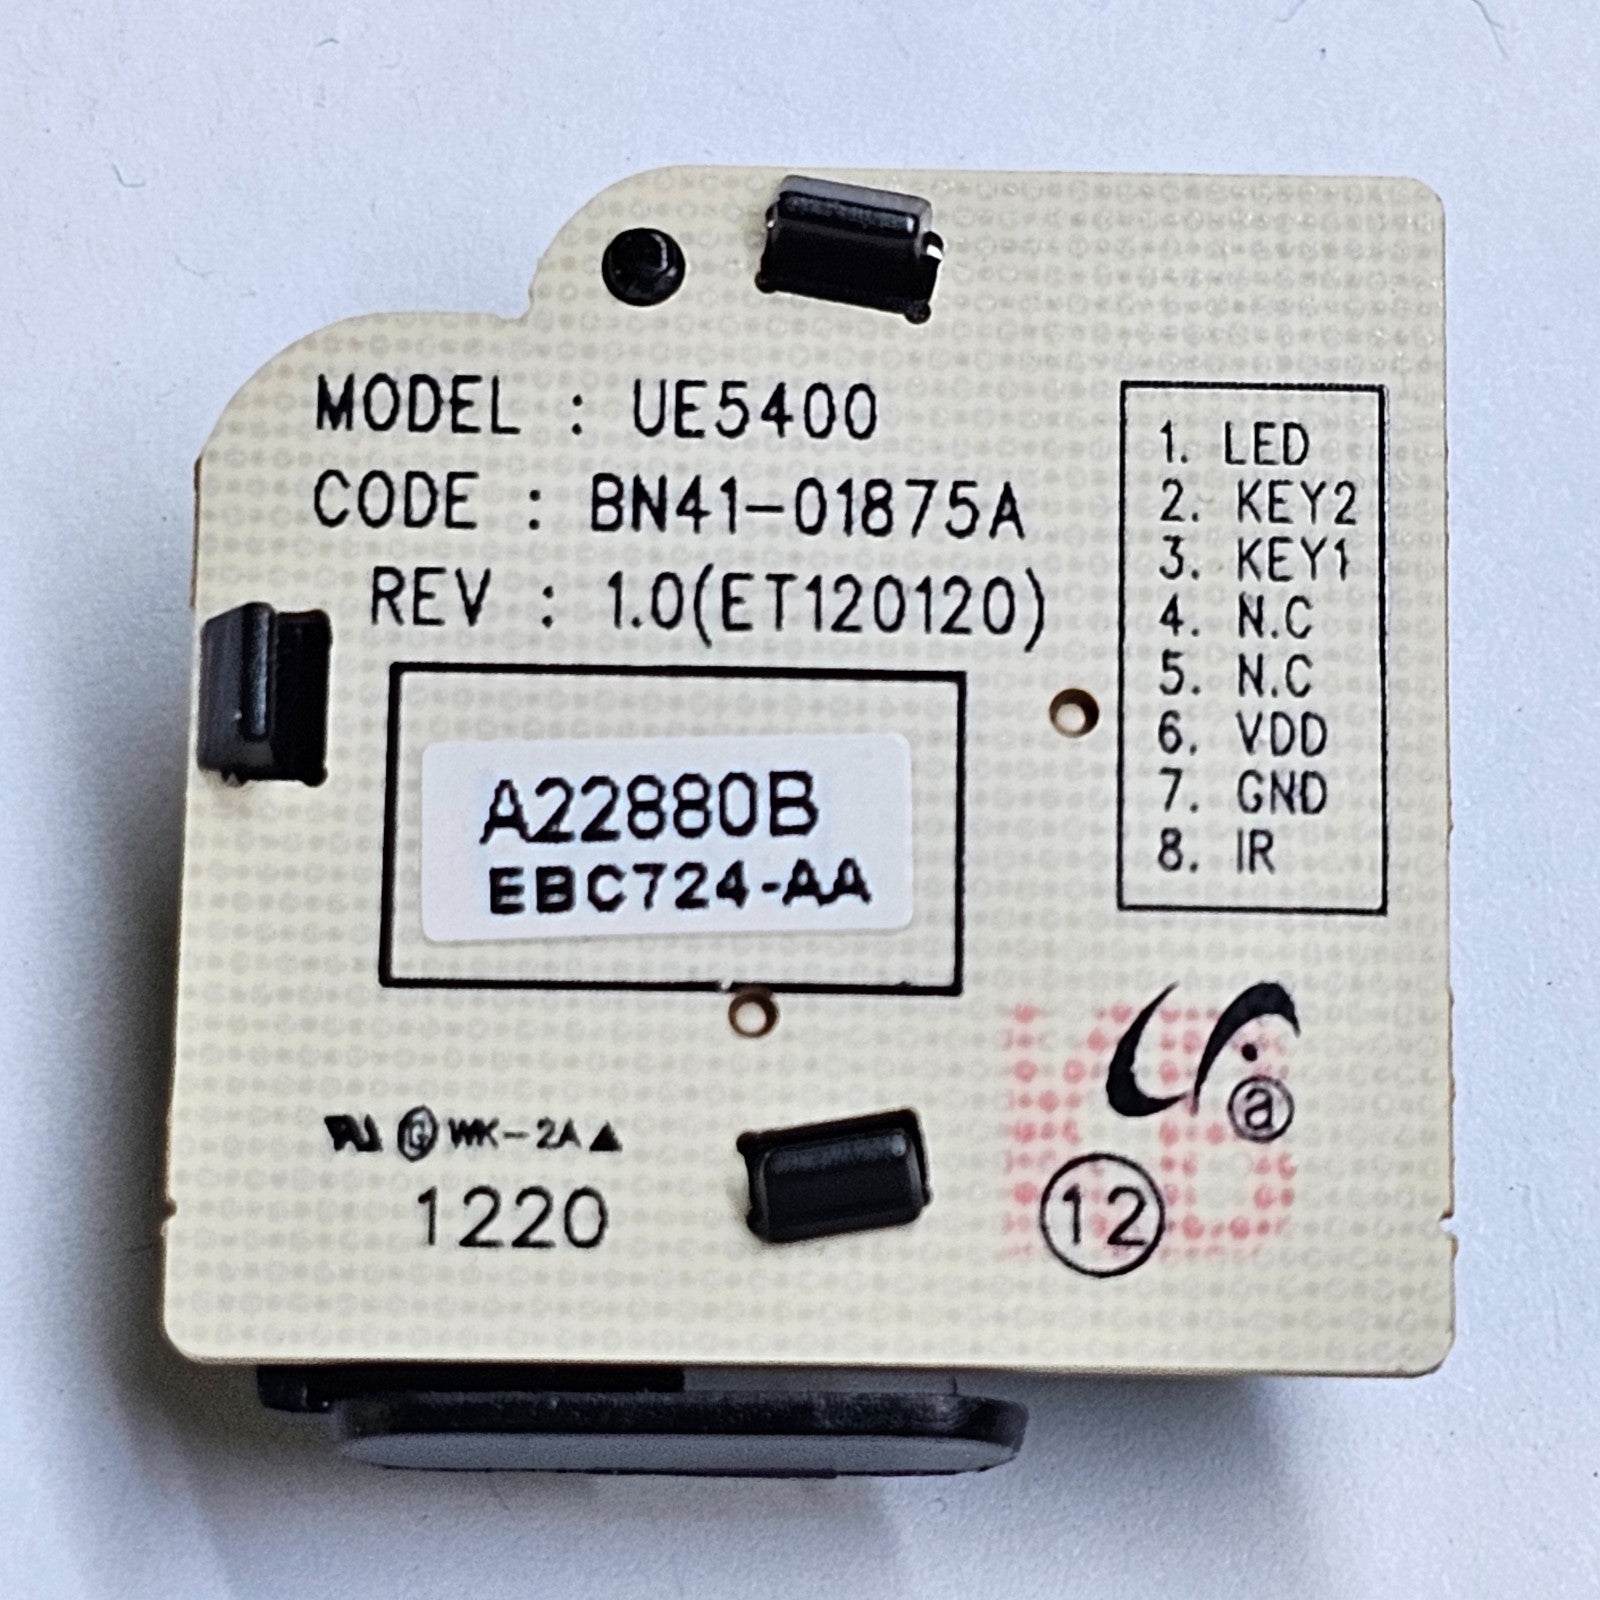 MODEL : UE5400
CODE : BN41-01875A
REV : 1.0(ET120120)
1. LED
2. KEY2
3. KEY1
4. N.C
5. N.C
6. VDD
7. GND
8. IR
A22880B
EBC724-AA
WK-2A▲
1220
ⓐ
⑫